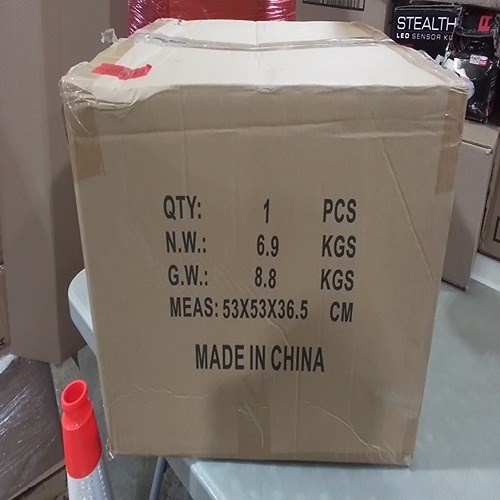 STEALTH
LED SENSOR
QTY: 1 PCS
N.W.: 6.9 KGS
G.W.: 8.8 KGS
MEAS: 53X53X36.5 CM
MADE IN CHINA